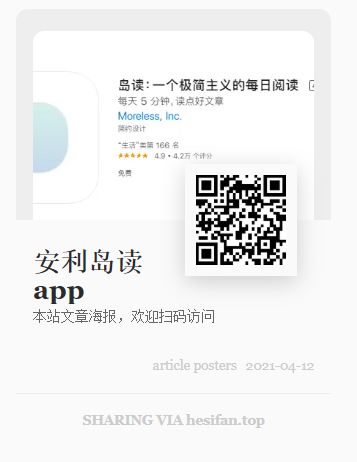 岛读：一个极简主义的每日阅读
每天 5 分钟，读点好文章
Moreless, Inc.
简约设计
“生活”类第 166 名
★★★★★ 4.9 • 4.2万 个评分
免费
安利岛读
app
本站文章海报，欢迎扫码访问
article posters 2021-04-12
SHARING VIA hesifan.top